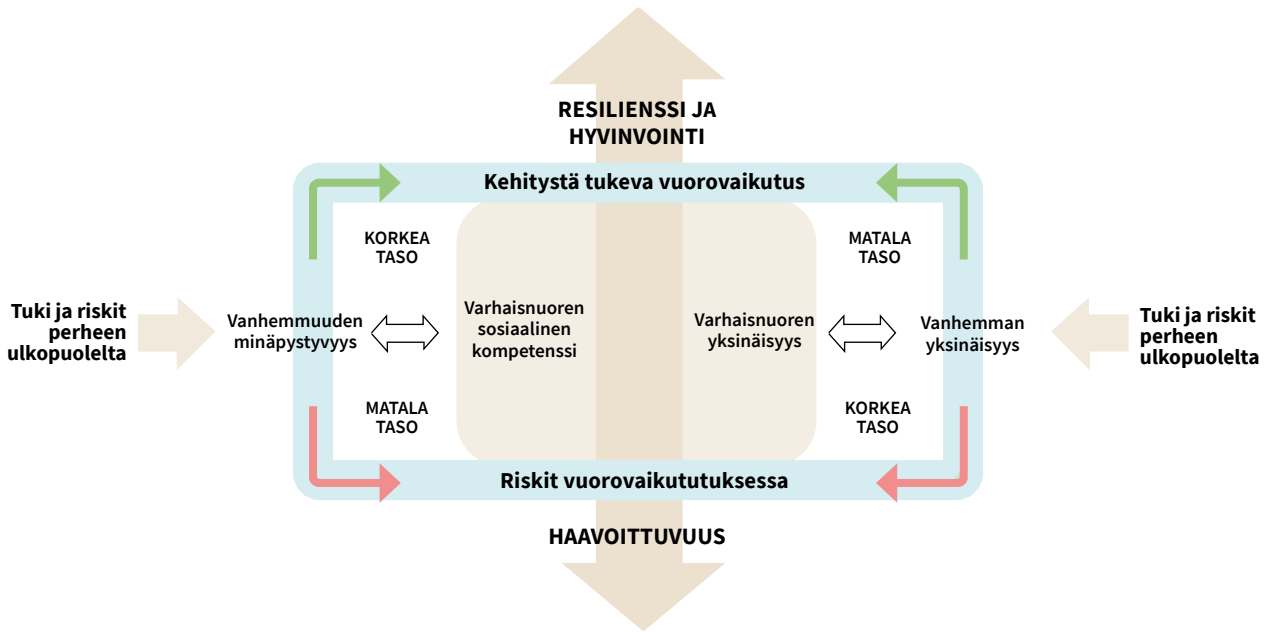 RESILIENSSI JA
HYVINVOINTI
Kehitystä tukeva vuorovaikutus
KORKEA
TASO
MATALA
TASO
Tuki ja riskit
perheen
ulkopuolelta
Vanhemmuuden
minäpystyvyys
Varhaisnuoren
sosiaalinen
kompetenssi
Varhaisnuoren
yksinäisyys
Vanhemman
yksinäisyys
Tuki ja riskit
perheen
ulkopuolelta
MATALA
TASO
KORKEA
TASO
Riskit vuorovaikututuksessa
HAAVOITTUVUUS